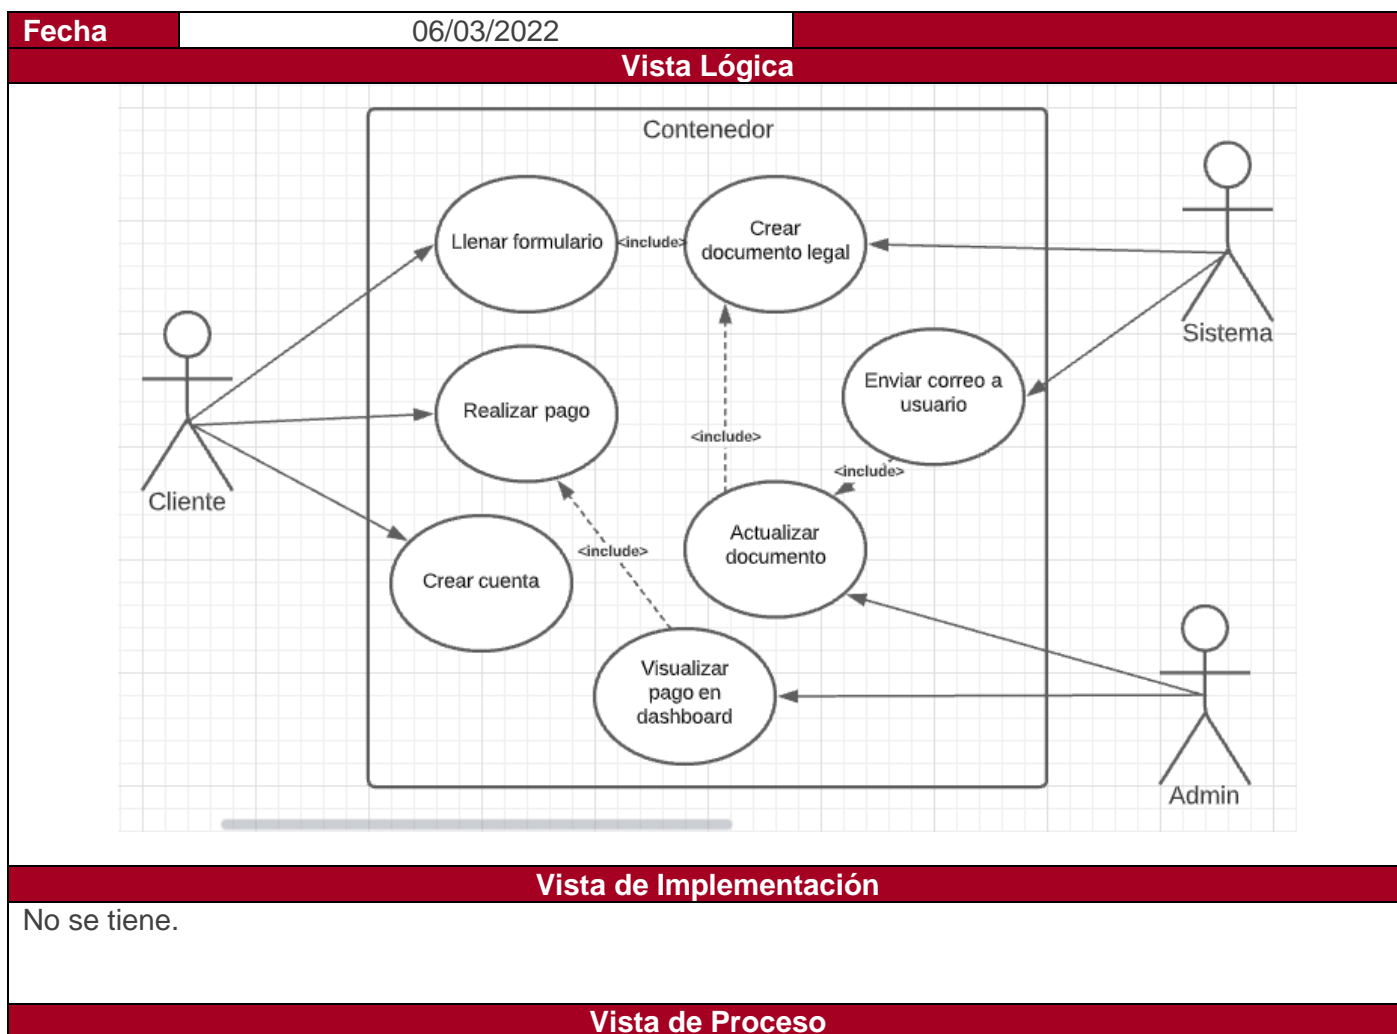 Fecha 06/03/2022
Vista Lógica
Contenedor
Llenar formulario
<include>
Crear
documento legal
Sistema
Enviar correo a
usuario
Realizar pago
<include>
<include>
Cliente
Actualizar
documento
<include>
Crear cuenta
Visualizar
pago en
dashboard
Admin
Vista de Implementación
No se tiene.
Vista de Proceso